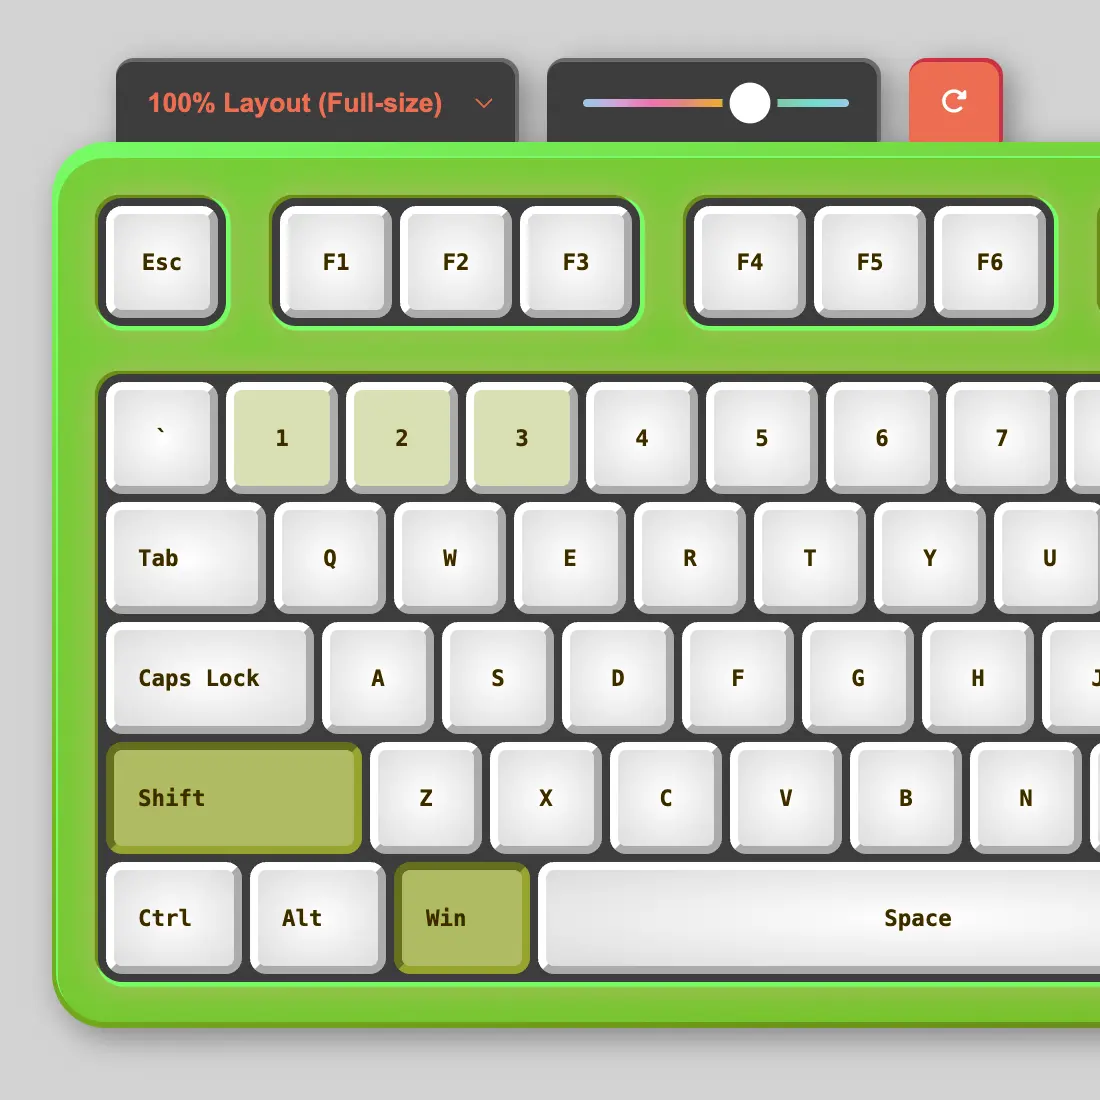 100% Layout (Full-size)
Esc F1 F2 F3 F4 F5 F6
` 1 2 3 4 5 6 7
Tab Q W E R T Y U
Caps Lock A S D F G H J
Shift Z X C V B N
Ctrl Alt Win Space